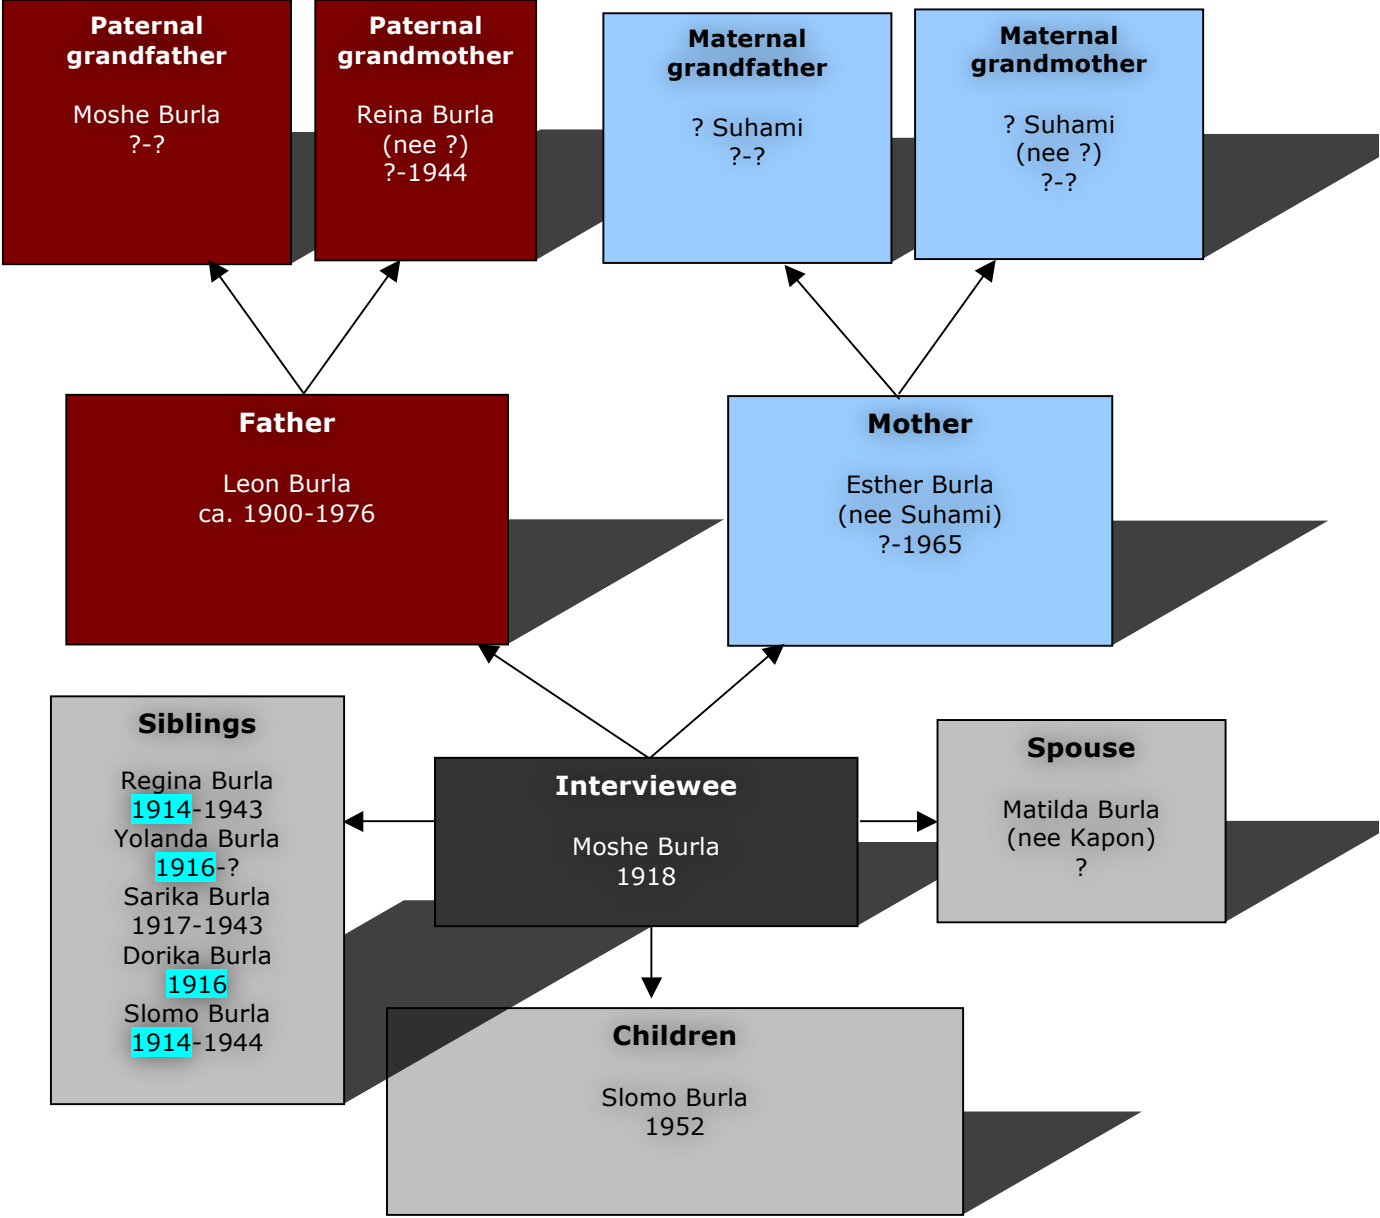 Paternal
grandfather
Moshe Burla
?-?
Paternal
grandmother
Reina Burla
(nee ?)
?-1944
Maternal
grandfather
? Suhami
?-?
Maternal
grandmother
? Suhami
(nee ?)
?-?
Father
Leon Burla
ca. 1900-1976
Mother
Esther Burla
(nee Suhami)
?-1965
Siblings
Regina Burla
1914-1943
Yolanda Burla
1916-?
Sarika Burla
1917-1943
Dorika Burla
1916
Slomo Burla
1914-1944
Interviewee
Moshe Burla
1918
Spouse
Matilda Burla
(nee Kapon)
?
Children
Slomo Burla
1952